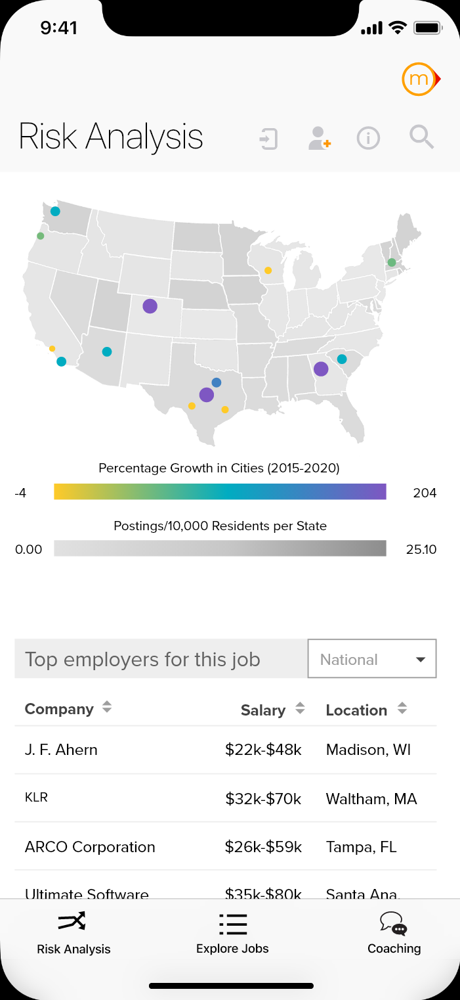 9:41
m
Risk Analysis
Percentage Growth in Cities (2015-2020)
-4 204
Postings/10,000 Residents per State
0.00 25.10
Top employers for this job National
Company Salary Location
J. F. Ahern $22k-$48k Madison, WI
KLR $32k-$70k Waltham, MA
ARCO Corporation $26k-$59k Tampa, FL
Ultimate Software $35k-$80k Santa Ana,
Risk Analysis Explore Jobs Coaching